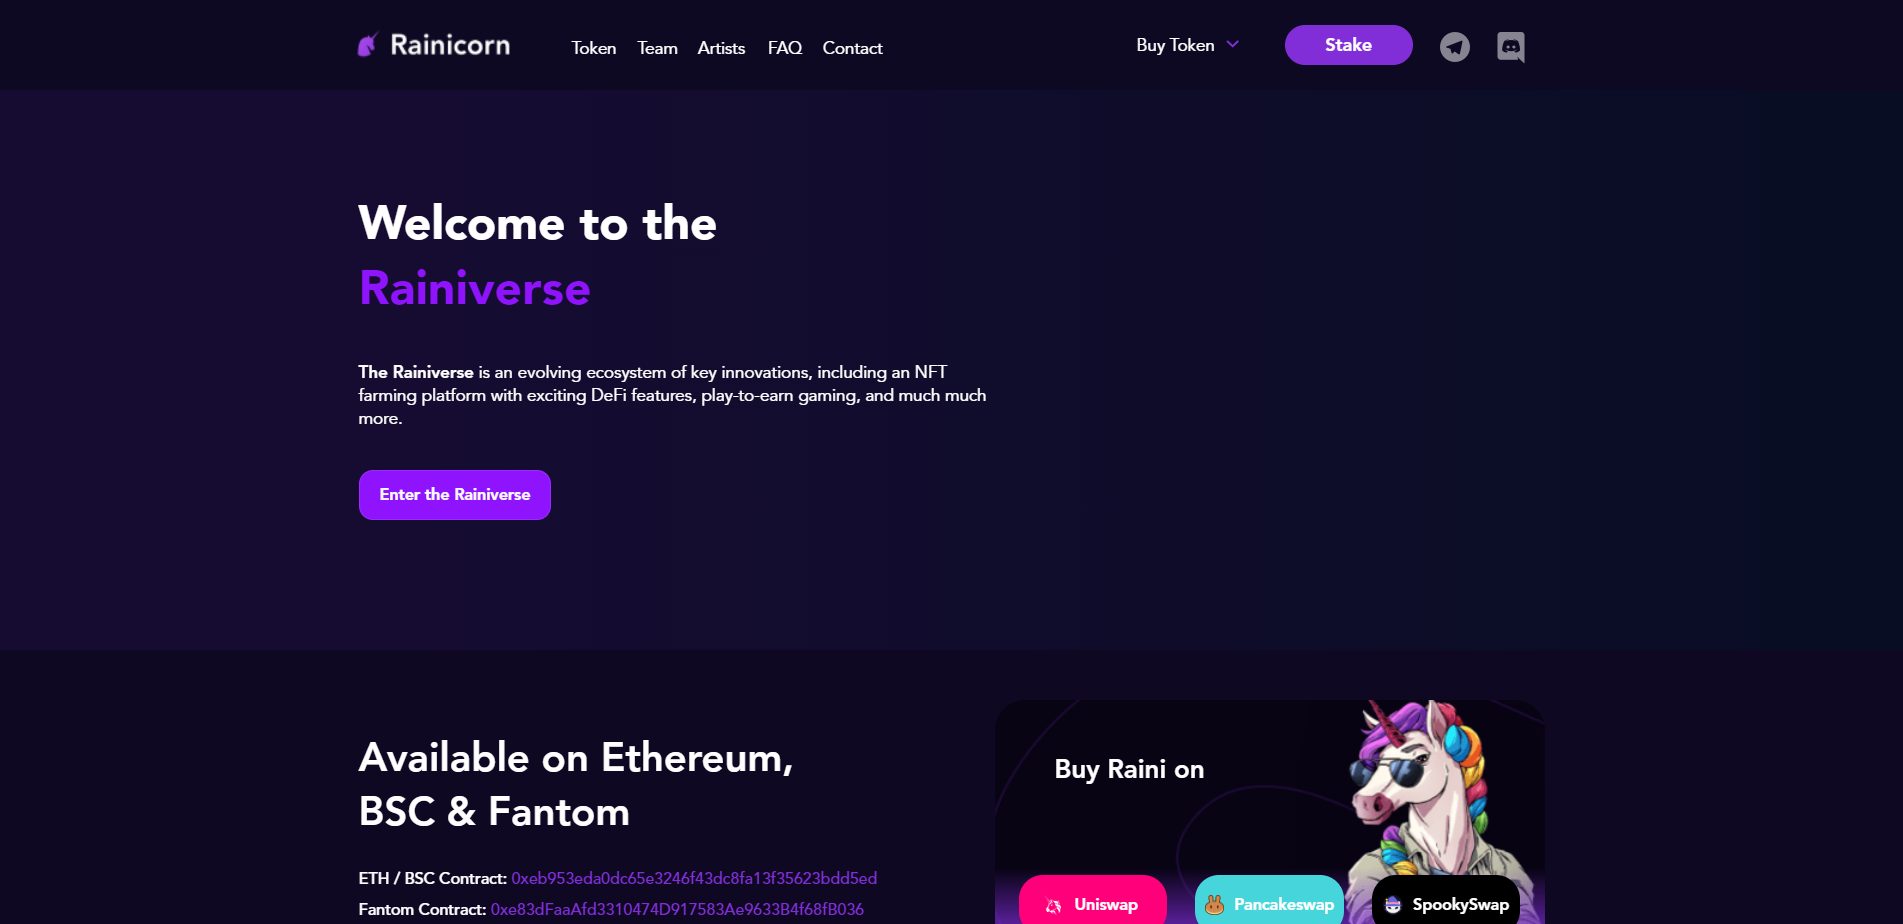 Rainicorn
Token Team Artists FAQ Contact
Buy Token
Stake
Welcome to the
Rainiverse
The Rainiverse is an evolving ecosystem of key innovations, including an NFT
farming platform with exciting DeFi features, play-to-earn gaming, and much much
more.
Enter the Rainiverse
Available on Ethereum,
BSC & Fantom
ETH / BSC Contract: 0xeb953eda0dc65e3246f43dc8fa13f35623bdd5ed
Fantom Contract: 0xe83dFaaAfd3310474D917583Ae9633B4f68fB036
Buy Raini on
Uniswap
Pancakeswap
SpookySwap